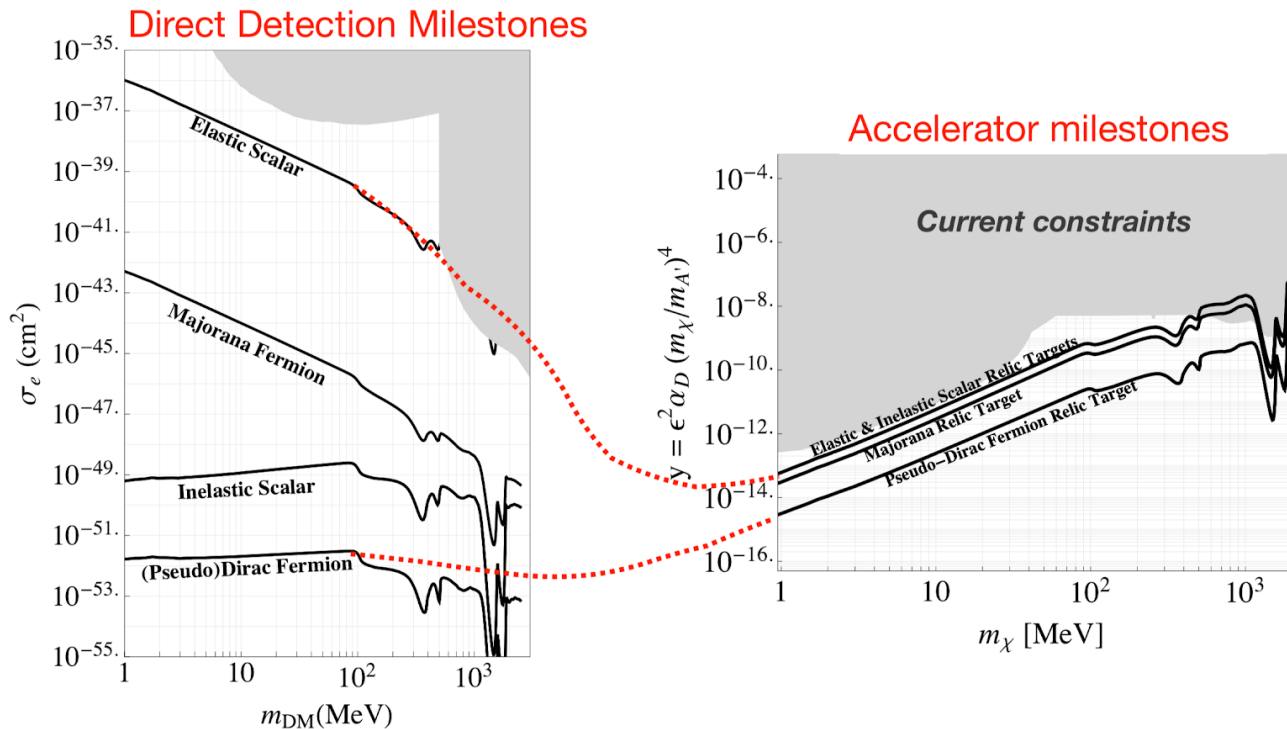 Direct Detection Milestones
10^{-35.}
10^{-37.}
10^{-39.}
10^{-41.}
10^{-43.}
10^{-45.}
10^{-47.}
10^{-49.}
10^{-51.}
10^{-53.}
10^{-55.}
σ_e (cm^2)
Elastic Scalar
Majorana Fermion
Inelastic Scalar
(Pseudo)Dirac Fermion
1
10
10^2
10^3
m_DM(MeV)
Accelerator milestones
10^{-4.}
10^{-6.}
10^{-8.}
10^{-10.}
10^{-12.}
10^{-14.}
10^{-16.}
y = ϵ^2 α_D (m_χ/m_A')^4
Current constraints
Elastic & Inelastic Scalar Relic Targets
Majorana Relic Target
Pseudo-Dirac Fermion Relic Target
1
10
10^2
10^3
m_χ [MeV]